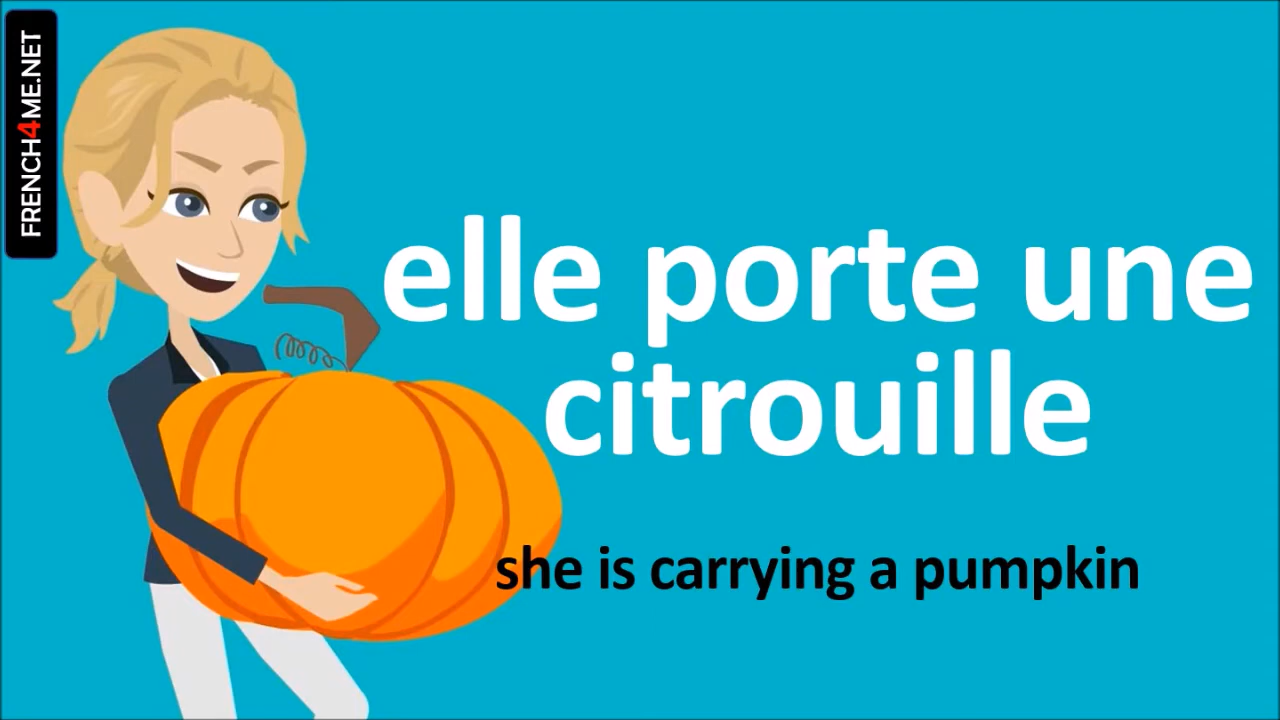 FRENCH4ME.NET
elle porte une
citrouille
she is carrying a pumpkin